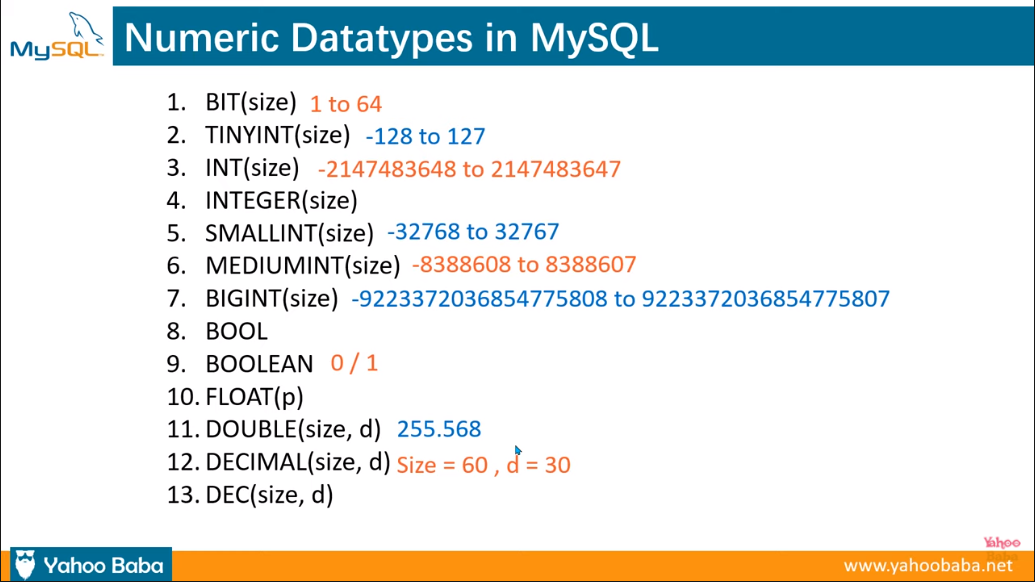 MySQL
Numeric Datatypes in MySQL
1. BIT(size) 1 to 64
2. TINYINT(size) -128 to 127
3. INT(size) -2147483648 to 2147483647
4. INTEGER(size)
5. SMALLINT(size) -32768 to 32767
6. MEDIUMINT(size) -8388608 to 8388607
7. BIGINT(size) -9223372036854775808 to 9223372036854775807
8. BOOL
9. BOOLEAN 0 / 1
10. FLOAT(p)
11. DOUBLE(size, d) 255.568
12. DECIMAL(size, d) Size = 60 , d = 30
13. DEC(size, d)
Yahoo
Baba
Yahoo Baba
www.yahoobaba.net